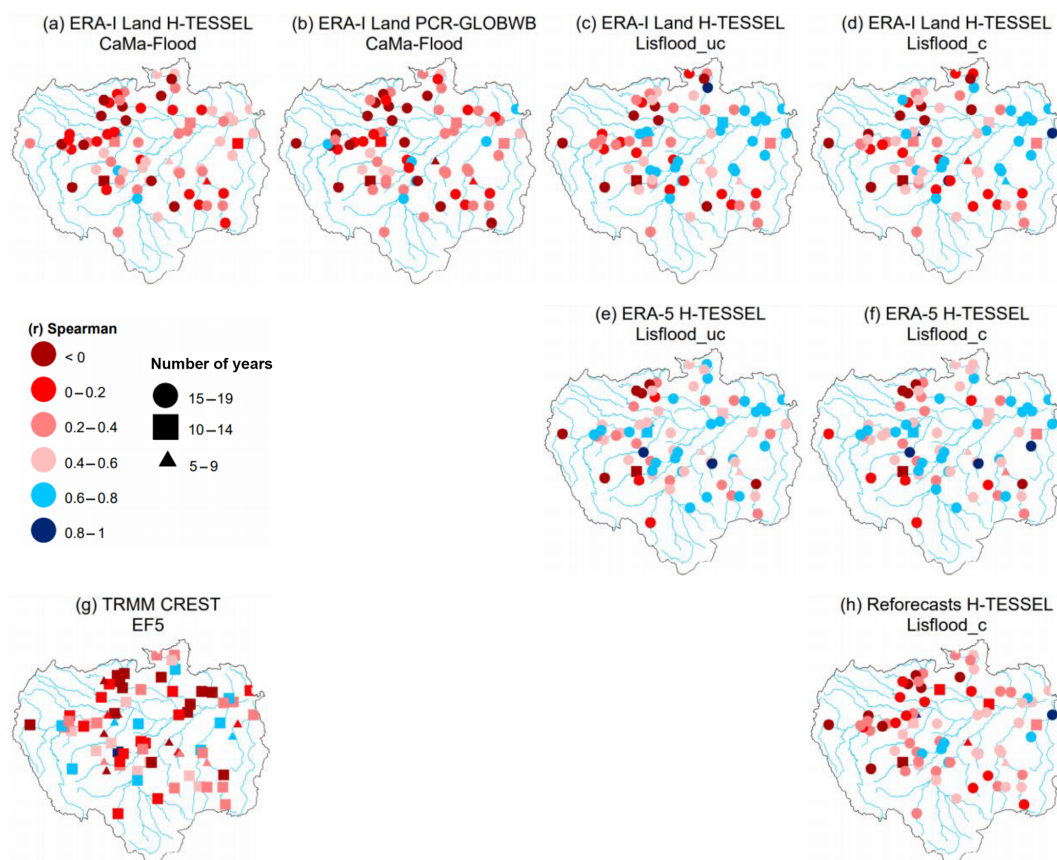 (a) ERA-I Land H-TESSEL
CaMa-Flood
(b) ERA-I Land PCR-GLOBWB
CaMa-Flood
(c) ERA-I Land H-TESSEL
Lisflood_uc
(d) ERA-I Land H-TESSEL
Lisflood_c
(e) ERA-5 H-TESSEL
Lisflood_uc
(f) ERA-5 H-TESSEL
Lisflood_c
(r) Spearman
< 0
0–0.2
0.2–0.4
0.4–0.6
0.6–0.8
0.8–1
Number of years
15–19
10–14
5–9
(g) TRMM CREST
EF5
(h) Reforecasts H-TESSEL
Lisflood_c